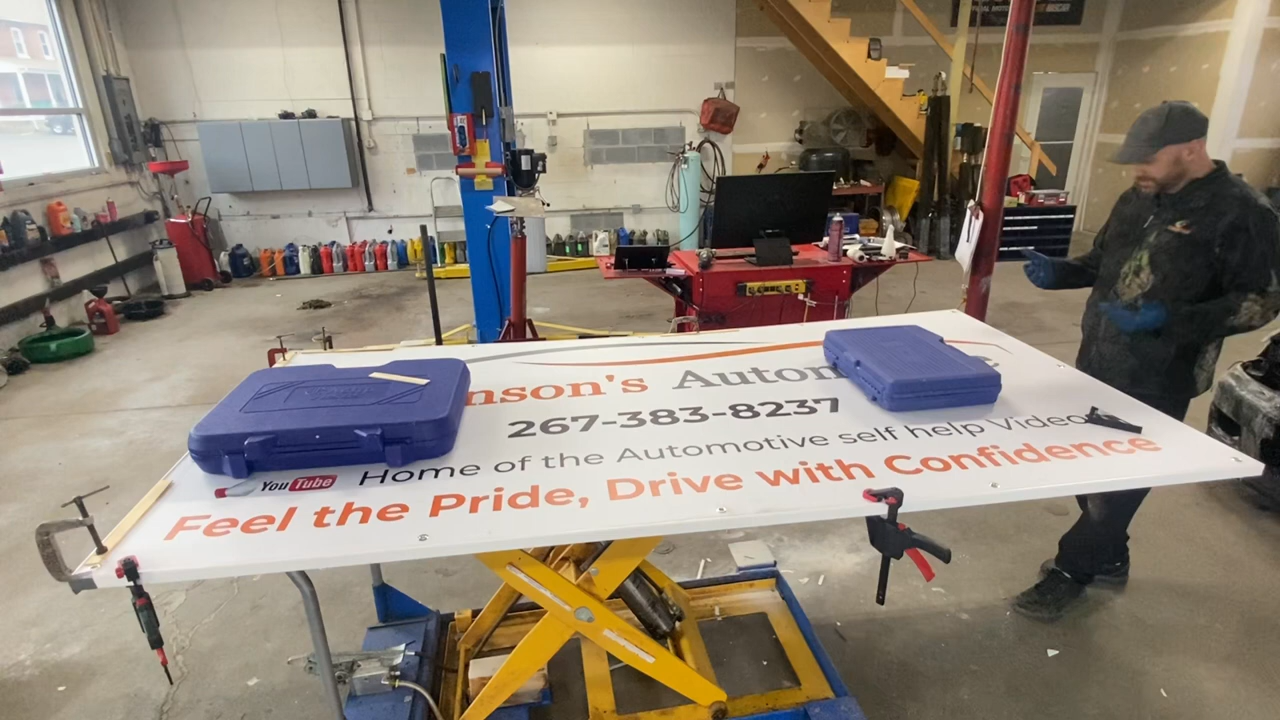 nson's Autom
267-383-8237
YouTube Home of the Automotive self help Video
Feel the Pride, Drive with Confidence